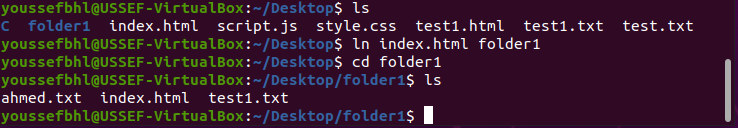 youssefbhl@USSEF-VirtualBox:~/Desktop$ ls
C  folder1  index.html  script.js  style.css  test1.html  test1.txt  test.txt
youssefbhl@USSEF-VirtualBox:~/Desktop$ ln index.html folder1
youssefbhl@USSEF-VirtualBox:~/Desktop$ cd folder1
youssefbhl@USSEF-VirtualBox:~/Desktop/folder1$ ls
ahmed.txt  index.html  test1.txt
youssefbhl@USSEF-VirtualBox:~/Desktop/folder1$